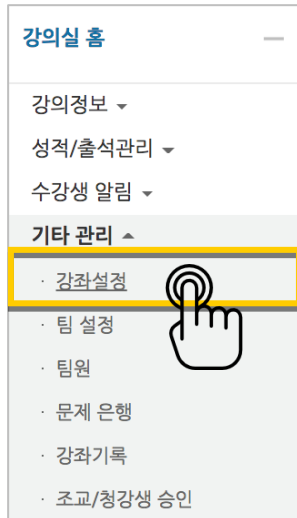 강의실 홈
강의정보
성적/출석관리
수강생 알림
기타 관리
· 강좌설정
· 팀 설정
· 팀원
· 문제 은행
· 강좌기록
· 조교/청강생 승인